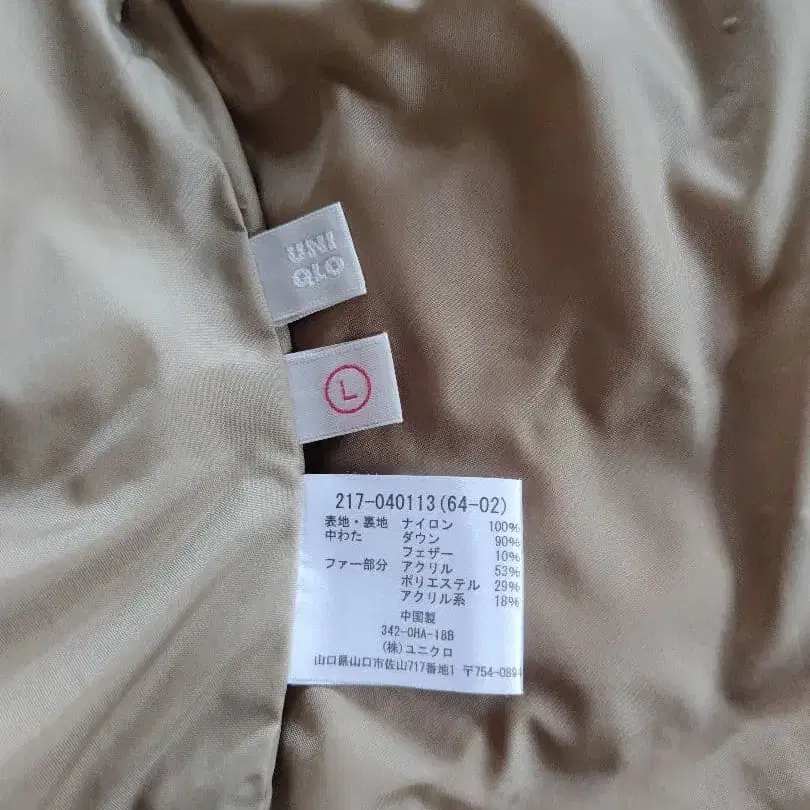 UNI
QLO
L
217-040113(64-02)
表地・裏地 ナイロン 100%
中わた ダウン 90%
フェザー 10%
ファー部分 アクリル 53%
ポリエステル 29%
アクリル系 18%
中国製
342-OHA-18B
(株)ユニクロ
山口県山口市佐山717番地1 〒754-0894